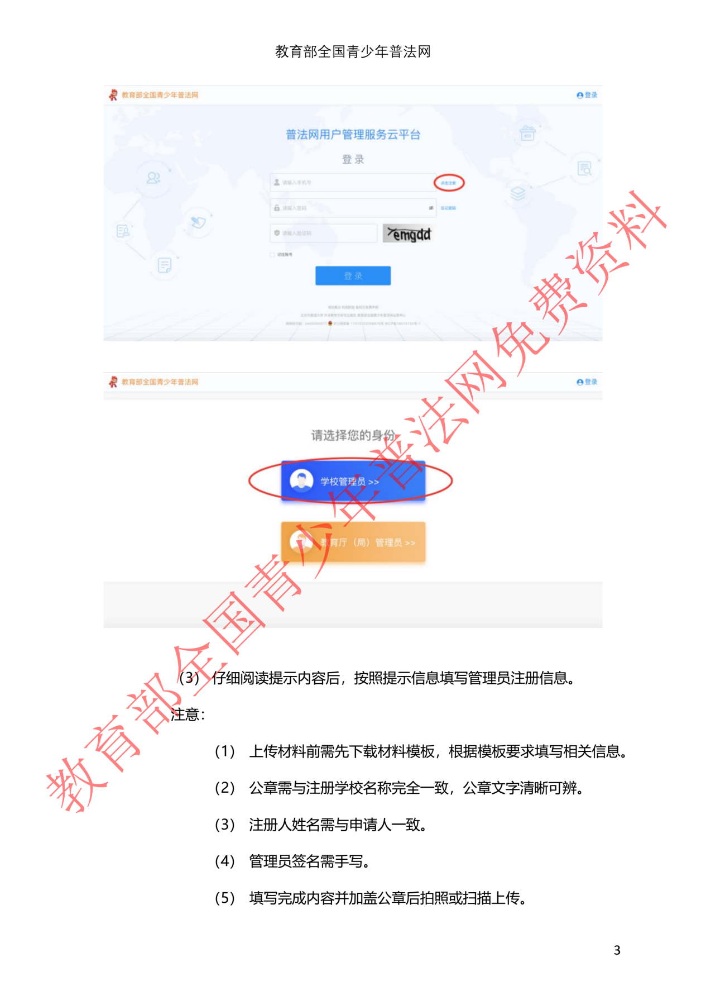 教育部全国青少年普法网
教育部全国青少年普法网
登录
普法网用户管理服务云平台
登 录
请输入手机号
点击注册
请输入密码
忘记密码
请输入验证码
emgdd
记住账号
登 录
教育部全国青少年普法网
登录
请选择您的身份
学校管理员 >>
教育厅（局）管理员 >>
教育部全国青少年普法网免费资料
（3） 仔细阅读提示内容后，按照提示信息填写管理员注册信息。
注意：
（1） 上传材料前需先下载材料模板，根据模板要求填写相关信息。
（2） 公章需与注册学校名称完全一致，公章文字清晰可辨。
（3） 注册人姓名需与申请人一致。
（4） 管理员签名需手写。
（5） 填写完成内容并加盖公章后拍照或扫描上传。
3